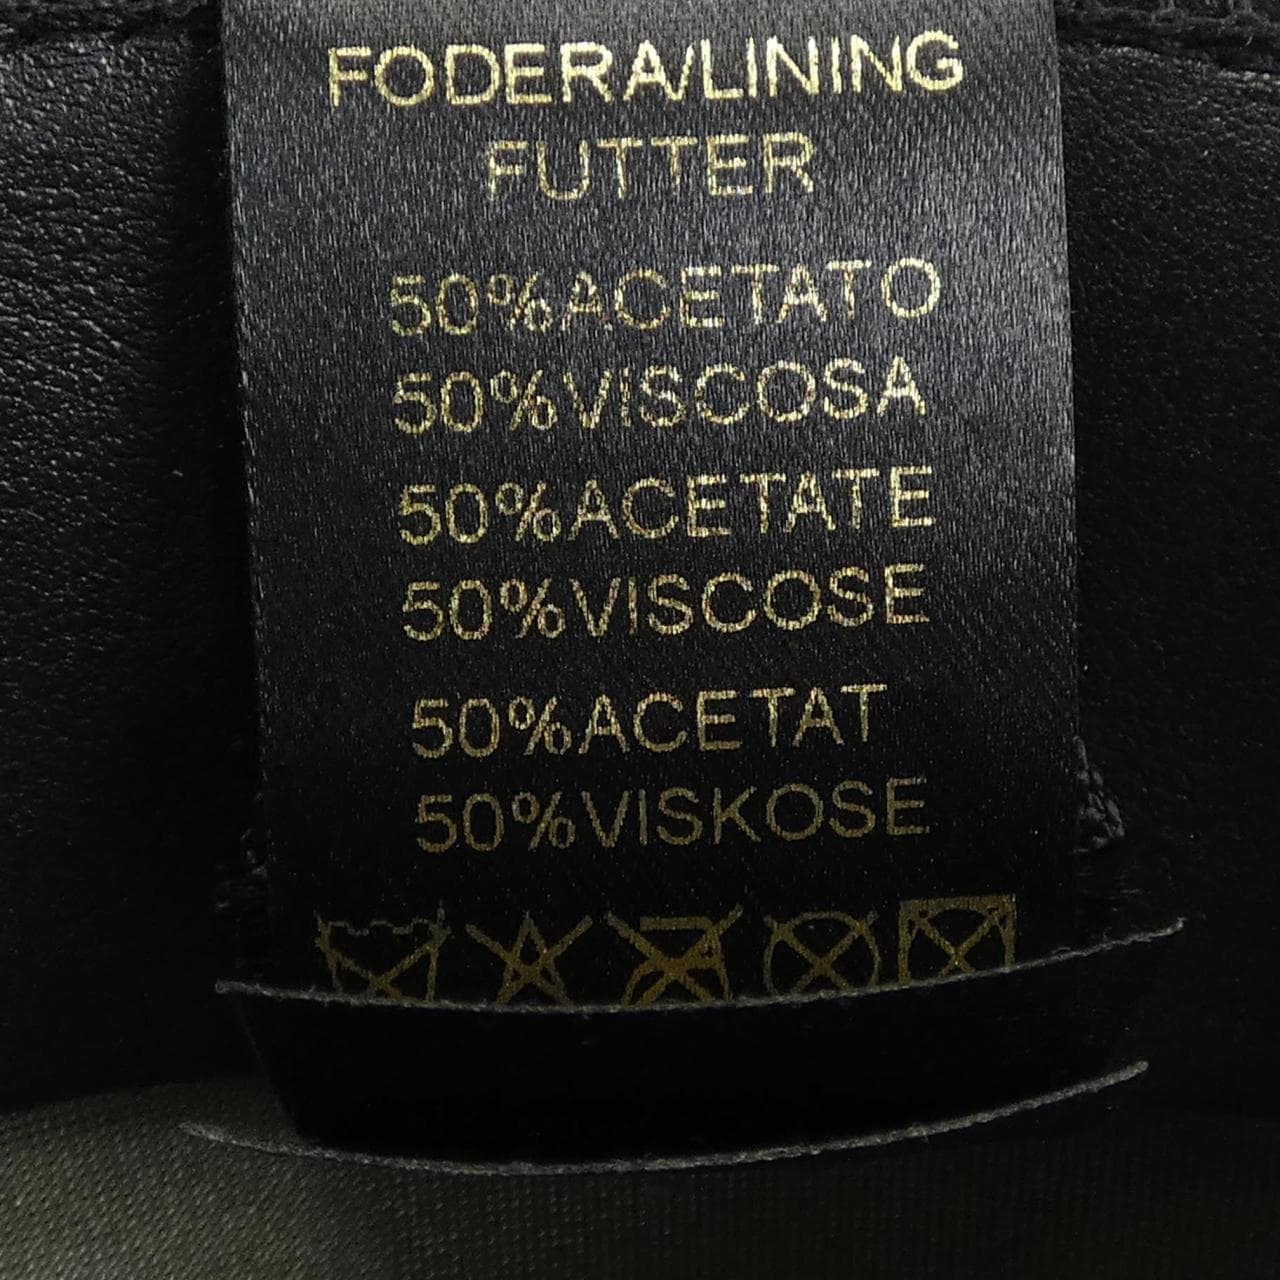 FODERA/LINING
FUTTER
50%ACETATO
50%VISCOSA
50%ACETATE
50%VISCOSE
50%ACETAT
50%VISKOSE